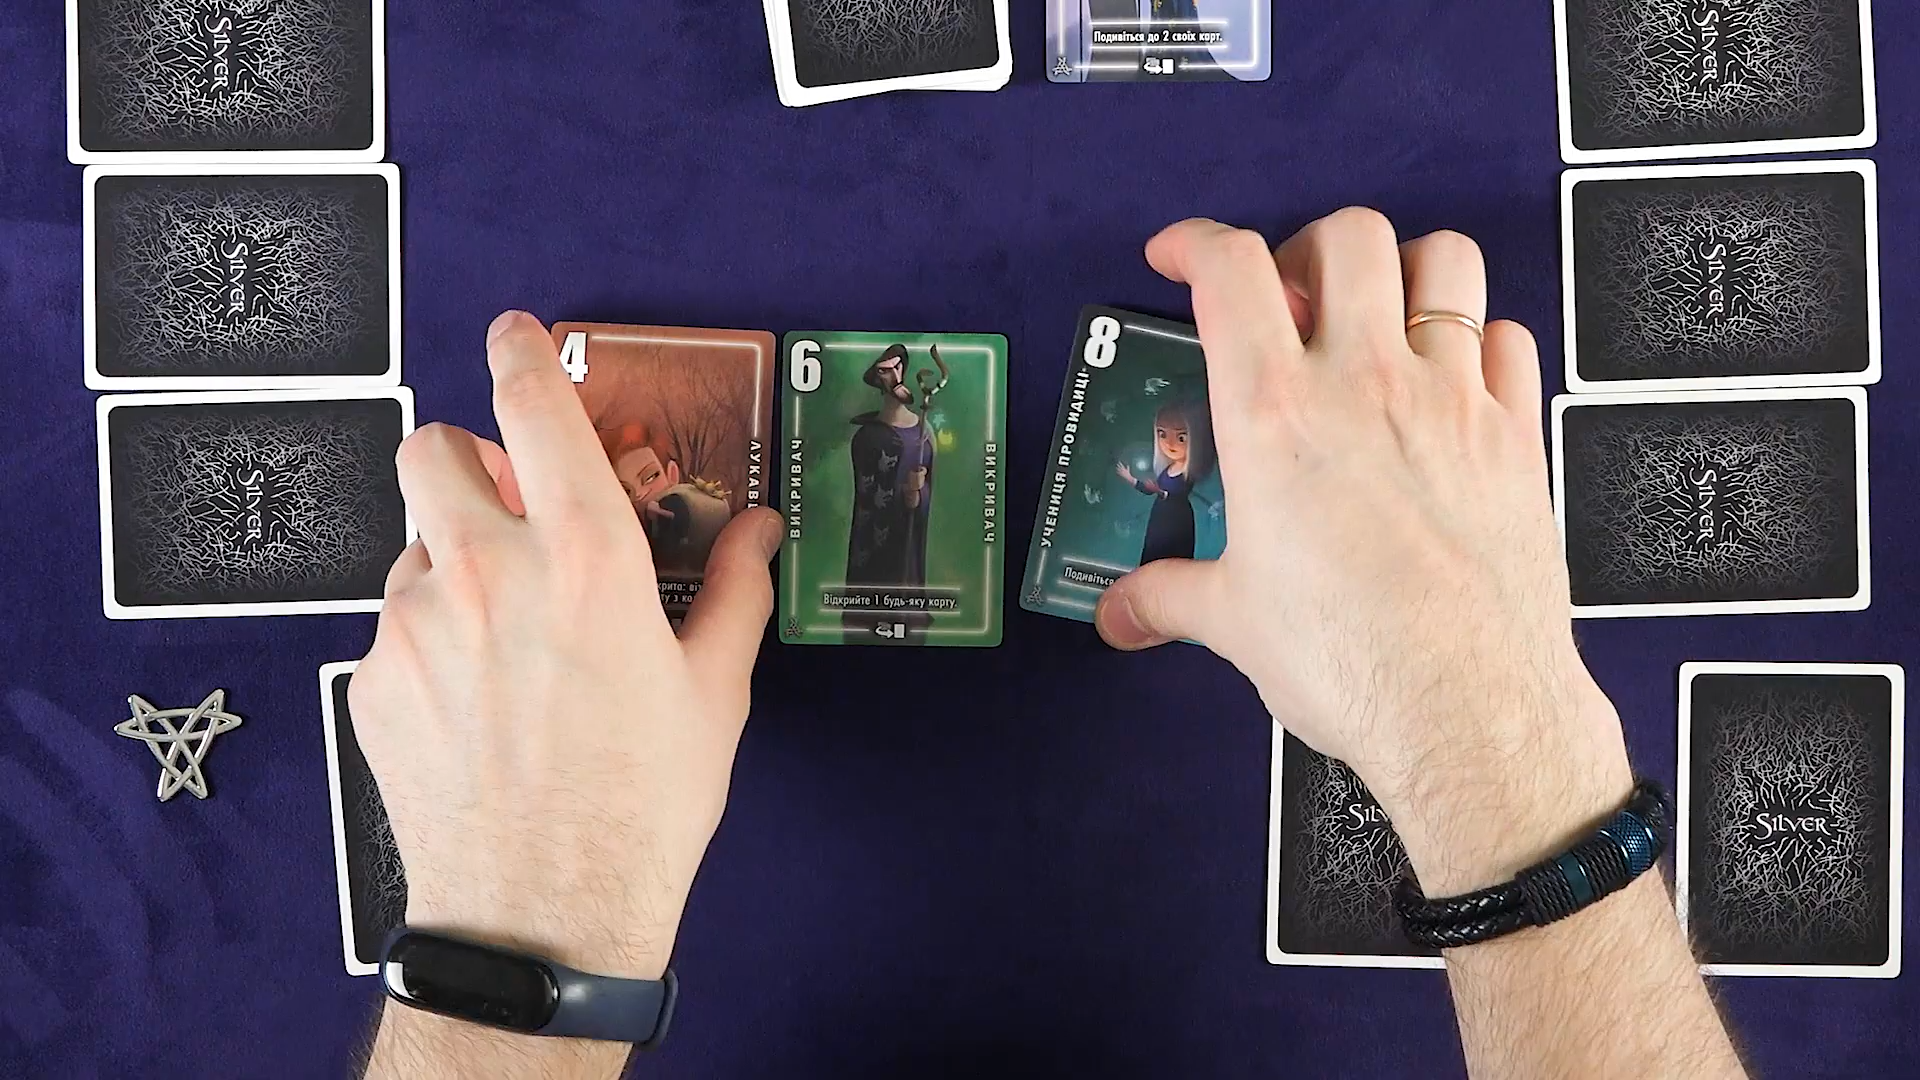 SILVER
SILVER
Подивіться до 2 своїх карт.
SILVER
SILVER
SILVER
SILVER
SILVER
4
6
ВИКРИВАЧ
ВИКРИВАЧ
Відкрийте 1 будь-яку карту.
8
УЧЕНИЦЯ ПРОВИДИЦІ
Подивіться
SILVER